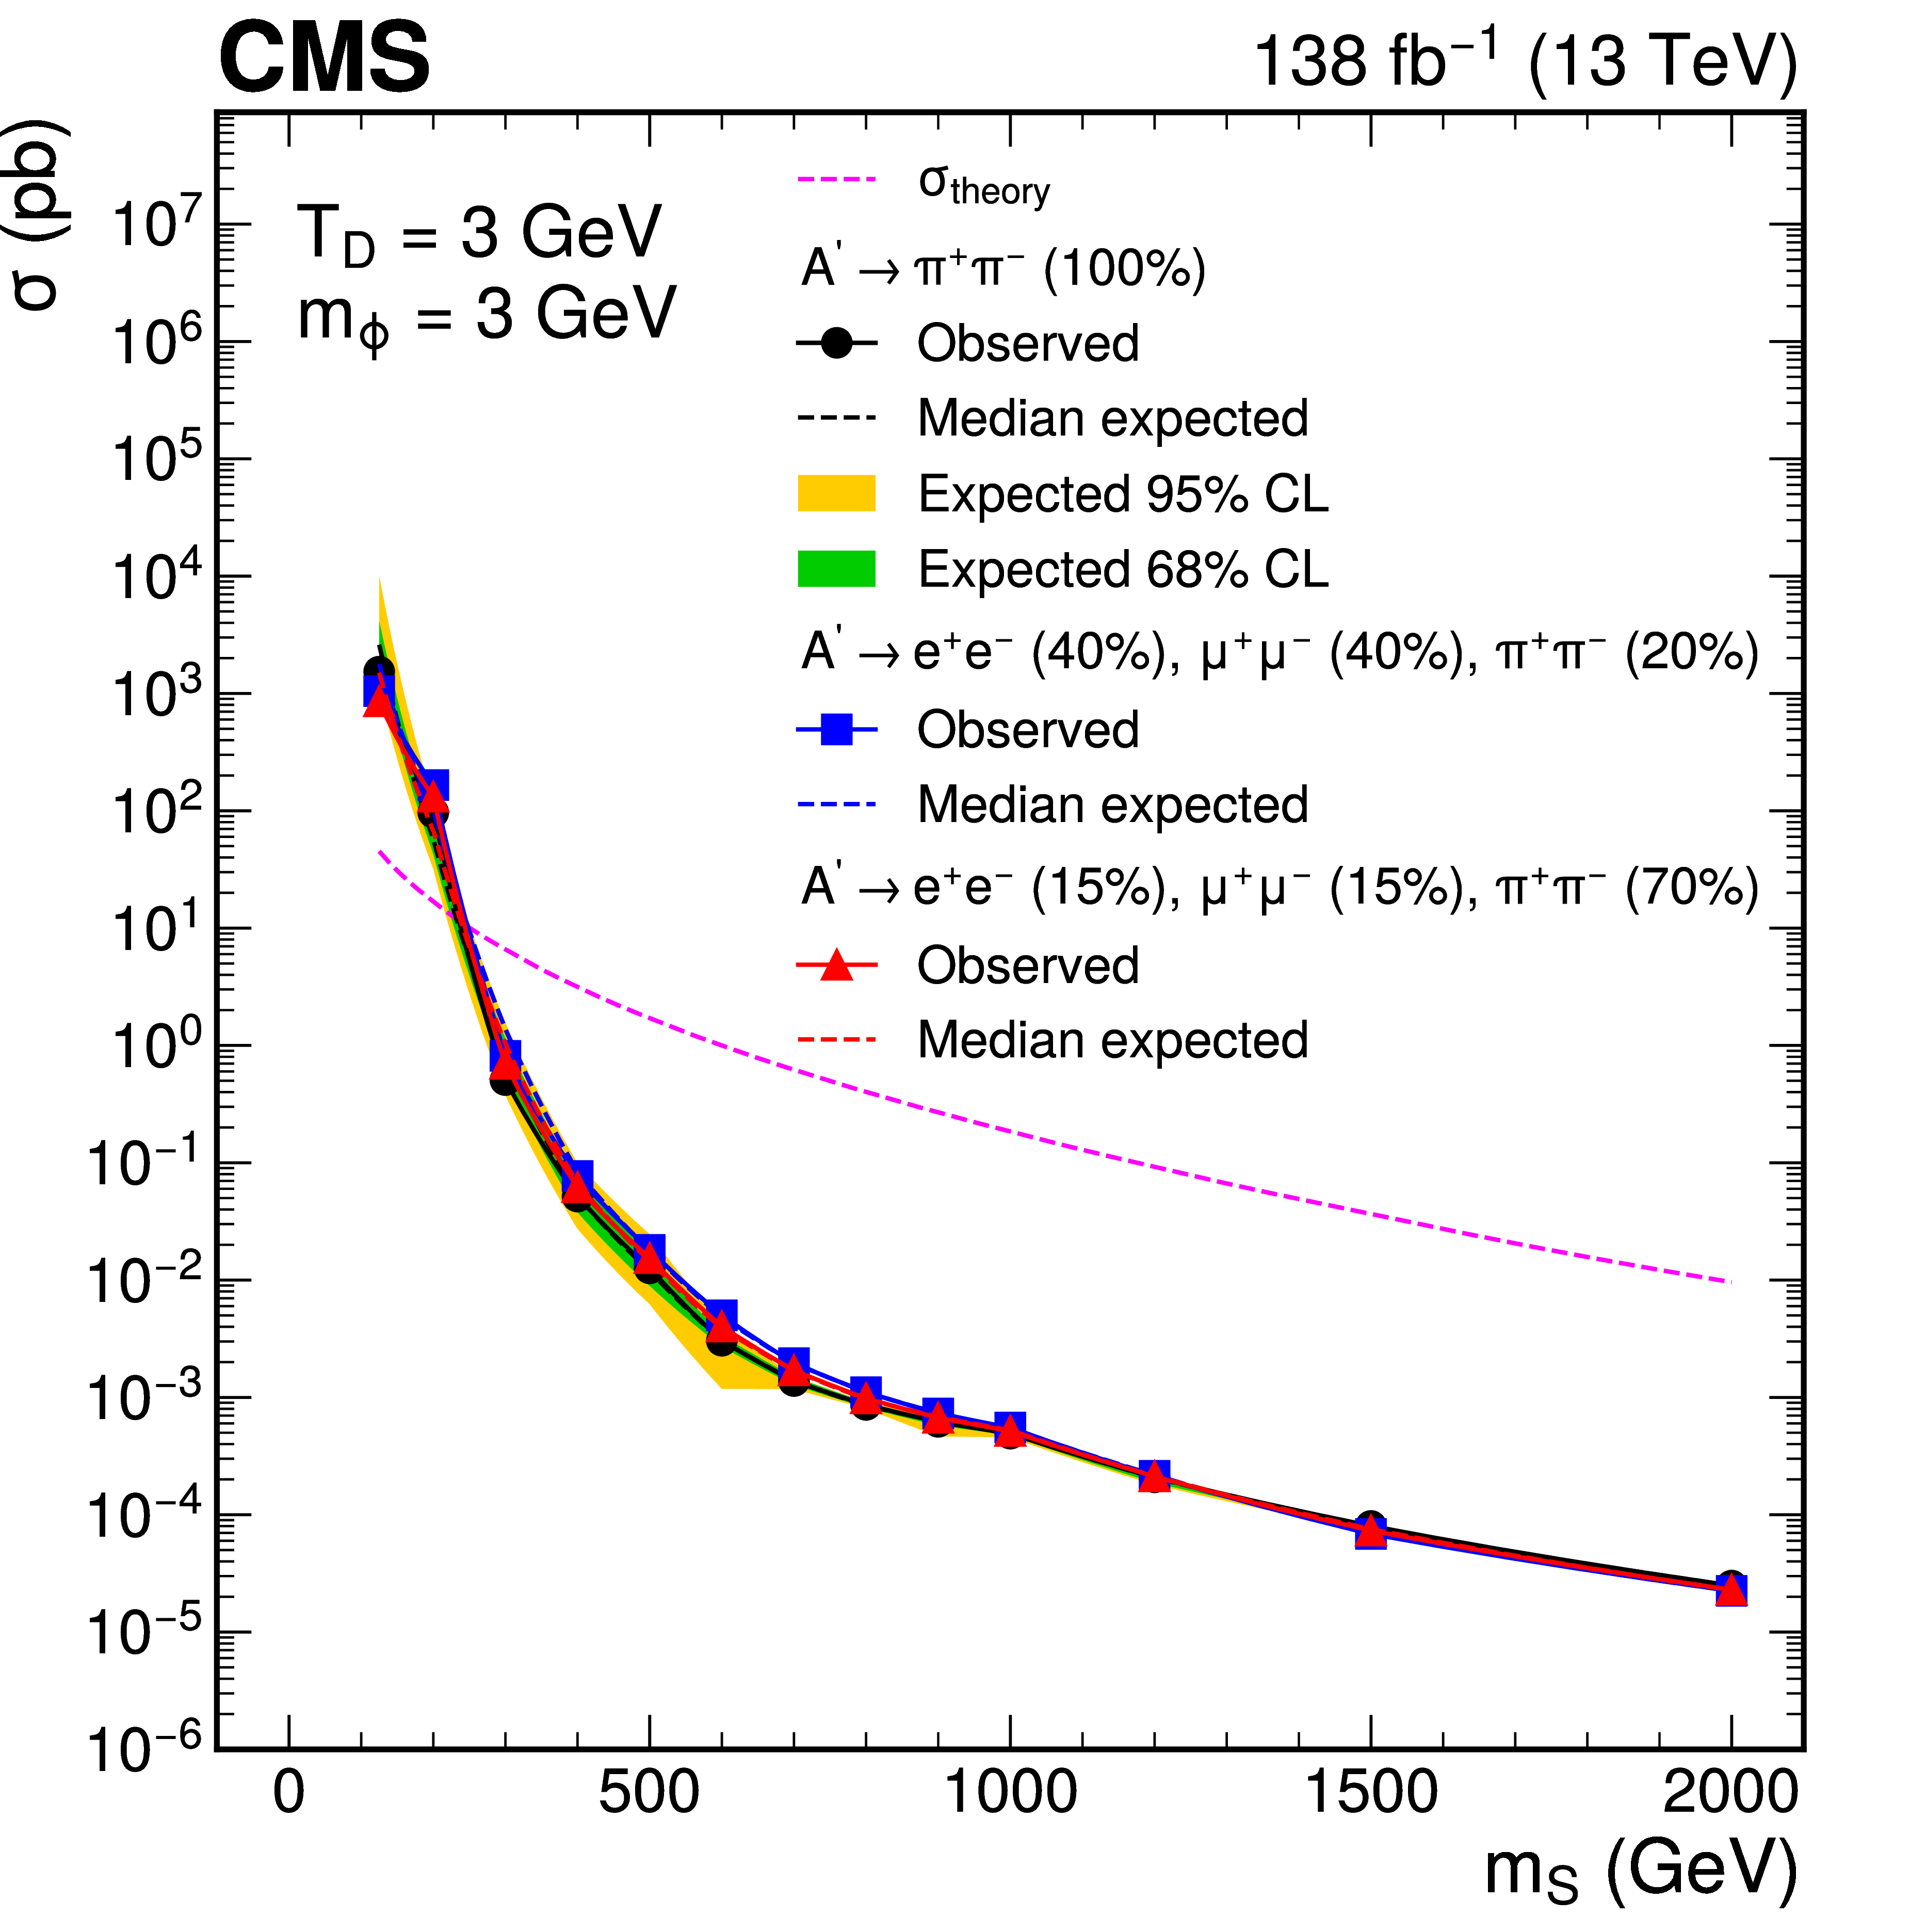 CMS 138 fb⁻¹ (13 TeV)
σ (pb)
T_D = 3 GeV
m_ϕ = 3 GeV
σ_theory
A' → π⁺π⁻ (100%)
Observed
Median expected
Expected 95% CL
Expected 68% CL
A' → e⁺e⁻ (40%), μ⁺μ⁻ (40%), π⁺π⁻ (20%)
Observed
Median expected
A' → e⁺e⁻ (15%), μ⁺μ⁻ (15%), π⁺π⁻ (70%)
Observed
Median expected
10⁷
10⁶
10⁵
10⁴
10³
10²
10¹
10⁰
10⁻¹
10⁻²
10⁻³
10⁻⁴
10⁻⁵
10⁻⁶
0 500 1000 1500 2000
m_S (GeV)